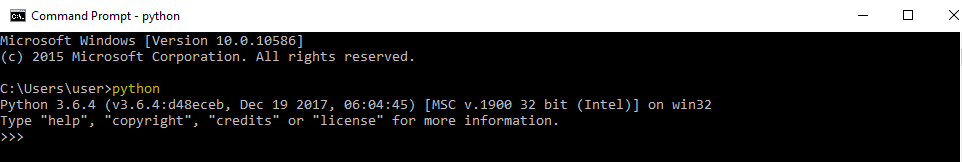 Command Prompt - python
Microsoft Windows [Version 10.0.10586]
(c) 2015 Microsoft Corporation. All rights reserved.
C:\Users\user>python
Python 3.6.4 (v3.6.4:d48eceb, Dec 19 2017, 06:04:45) [MSC v.1900 32 bit (Intel)] on win32
Type "help", "copyright", "credits" or "license" for more information.
>>>